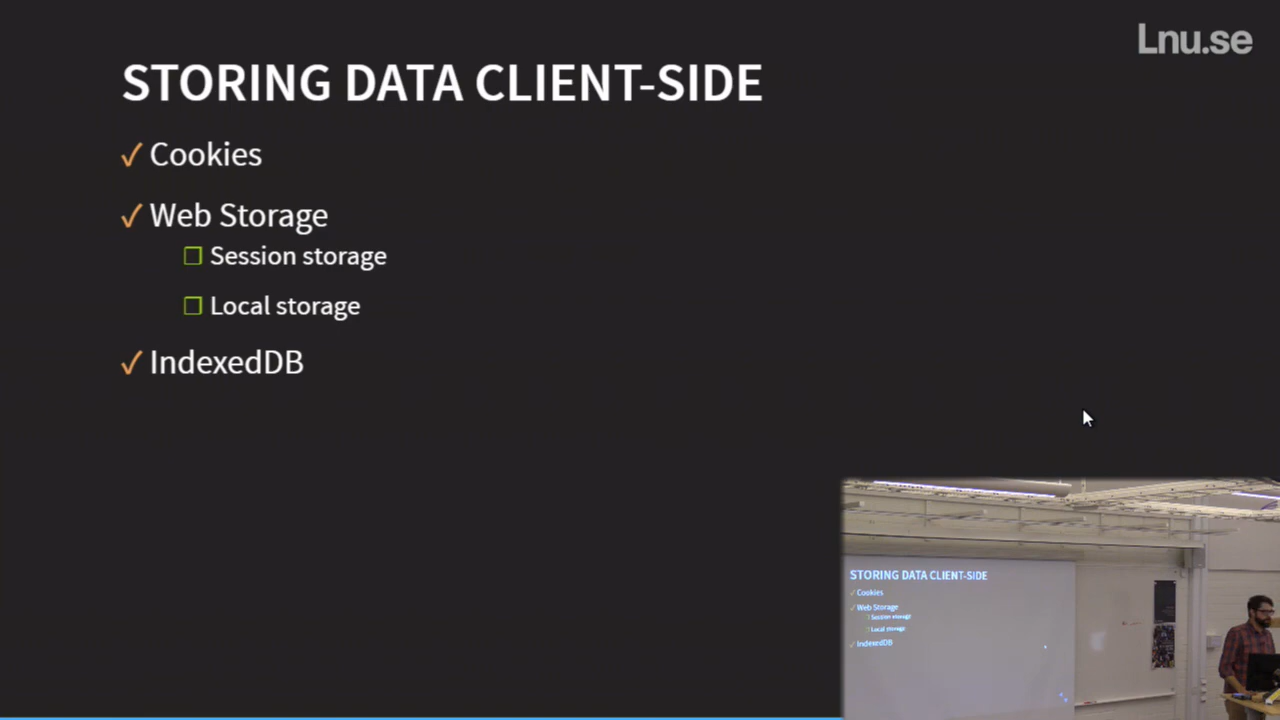 Lnu.se
STORING DATA CLIENT-SIDE
✓ Cookies
✓ Web Storage
❐ Session storage
❐ Local storage
✓ IndexedDB
STORING DATA CLIENT-SIDE
✓ Cookies
✓ Web Storage
❐ Session storage
❐ Local storage
✓ IndexedDB